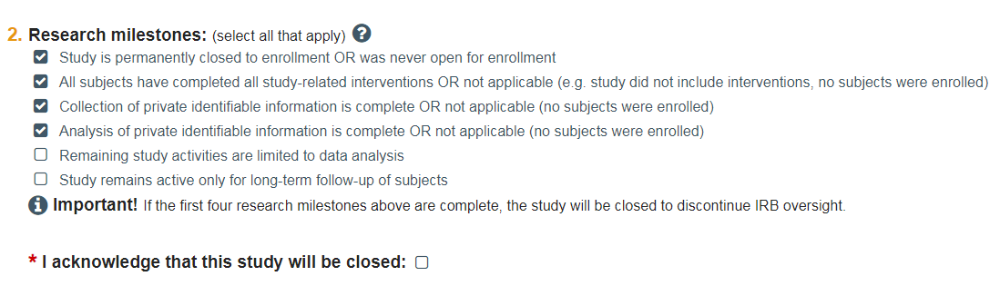 2. Research milestones: (select all that apply) ?
Study is permanently closed to enrollment OR was never open for enrollment
All subjects have completed all study-related interventions OR not applicable (e.g. study did not include interventions, no subjects were enrolled)
Collection of private identifiable information is complete OR not applicable (no subjects were enrolled)
Analysis of private identifiable information is complete OR not applicable (no subjects were enrolled)
Remaining study activities are limited to data analysis
Study remains active only for long-term follow-up of subjects
i Important! If the first four research milestones above are complete, the study will be closed to discontinue IRB oversight.
* I acknowledge that this study will be closed: